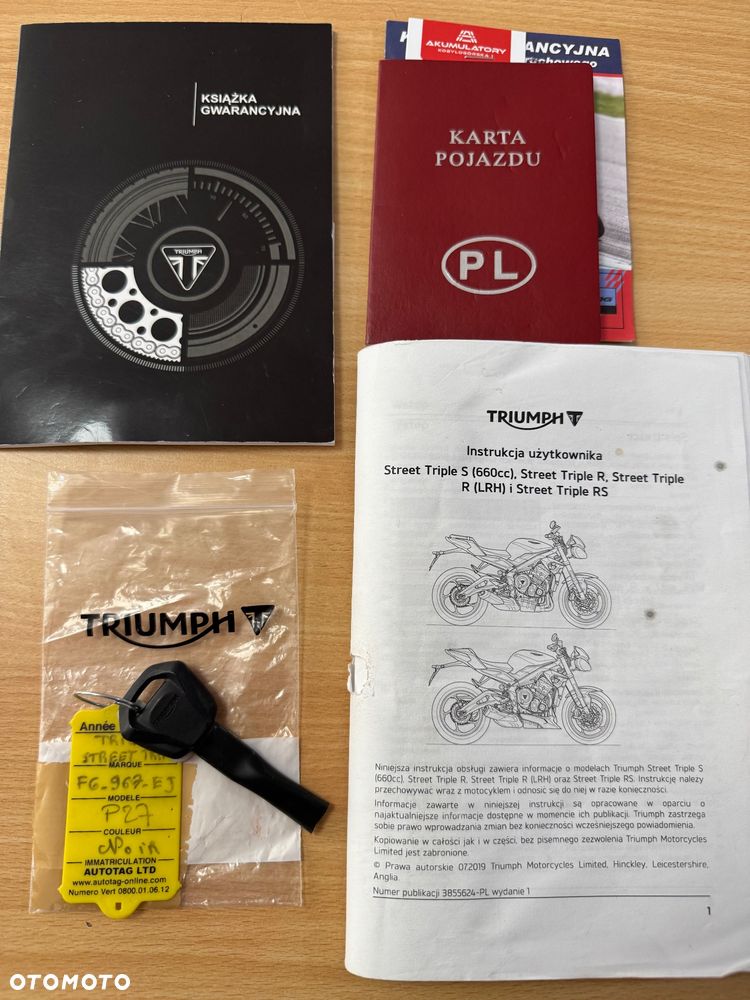 KSIĄŻKA
GWARANCYJNA
TRIUMPH
AKUMULATORY
KOBYLOGÓRSKA
ANCYJNA
ruchowego
KARTA
POJAZDU
PL
TRIUMPH
Instrukcja użytkownika
Street Triple S (660cc), Street Triple R, Street Triple
R (LRH) i Street Triple RS
Niniejsza instrukcja obsługi zawiera informacje o modelach Triumph Street Triple S
(660cc), Street Triple R, Street Triple R (LRH) oraz Street Triple RS. Instrukcję należy
przechowywać wraz z motocyklem i odnosić się do niej w razie konieczności.
Informacje zawarte w niniejszej instrukcji są opracowane w oparciu o
najaktualniejsze informacje dostępne w momencie ich publikacji. Triumph zastrzega
sobie prawo wprowadzania zmian bez konieczności wcześniejszego powiadomienia.
Kopiowanie w całości jak i w części, bez pisemnego zezwolenia Triumph Motorcycles
Limited jest zabronione.
© Prawa autorskie 07.2019 Triumph Motorcycles Limited, Hinckley, Leicestershire,
Anglia.
Numer publikacji 3855624-PL wydanie 1
1
TRIUMPH
Année
STREET
MARQUE
FG-967-EJ
MODELE
P27
COULEUR
Noir
IMMATRICULATION
AUTOTAG LTD
www.autotag-online.com
Numero Vert 0800.01.06.12
OTOMOTO